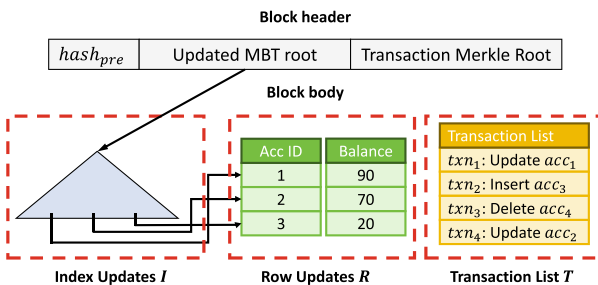 Block header
hash_pre Updated MBT root Transaction Merkle Root
Block body
Acc ID Balance
1 90
2 70
3 20
Transaction List
txn_1: Update acc_1
txn_2: Insert acc_3
txn_3: Delete acc_4
txn_4: Update acc_2
Index Updates I
Row Updates R
Transaction List T